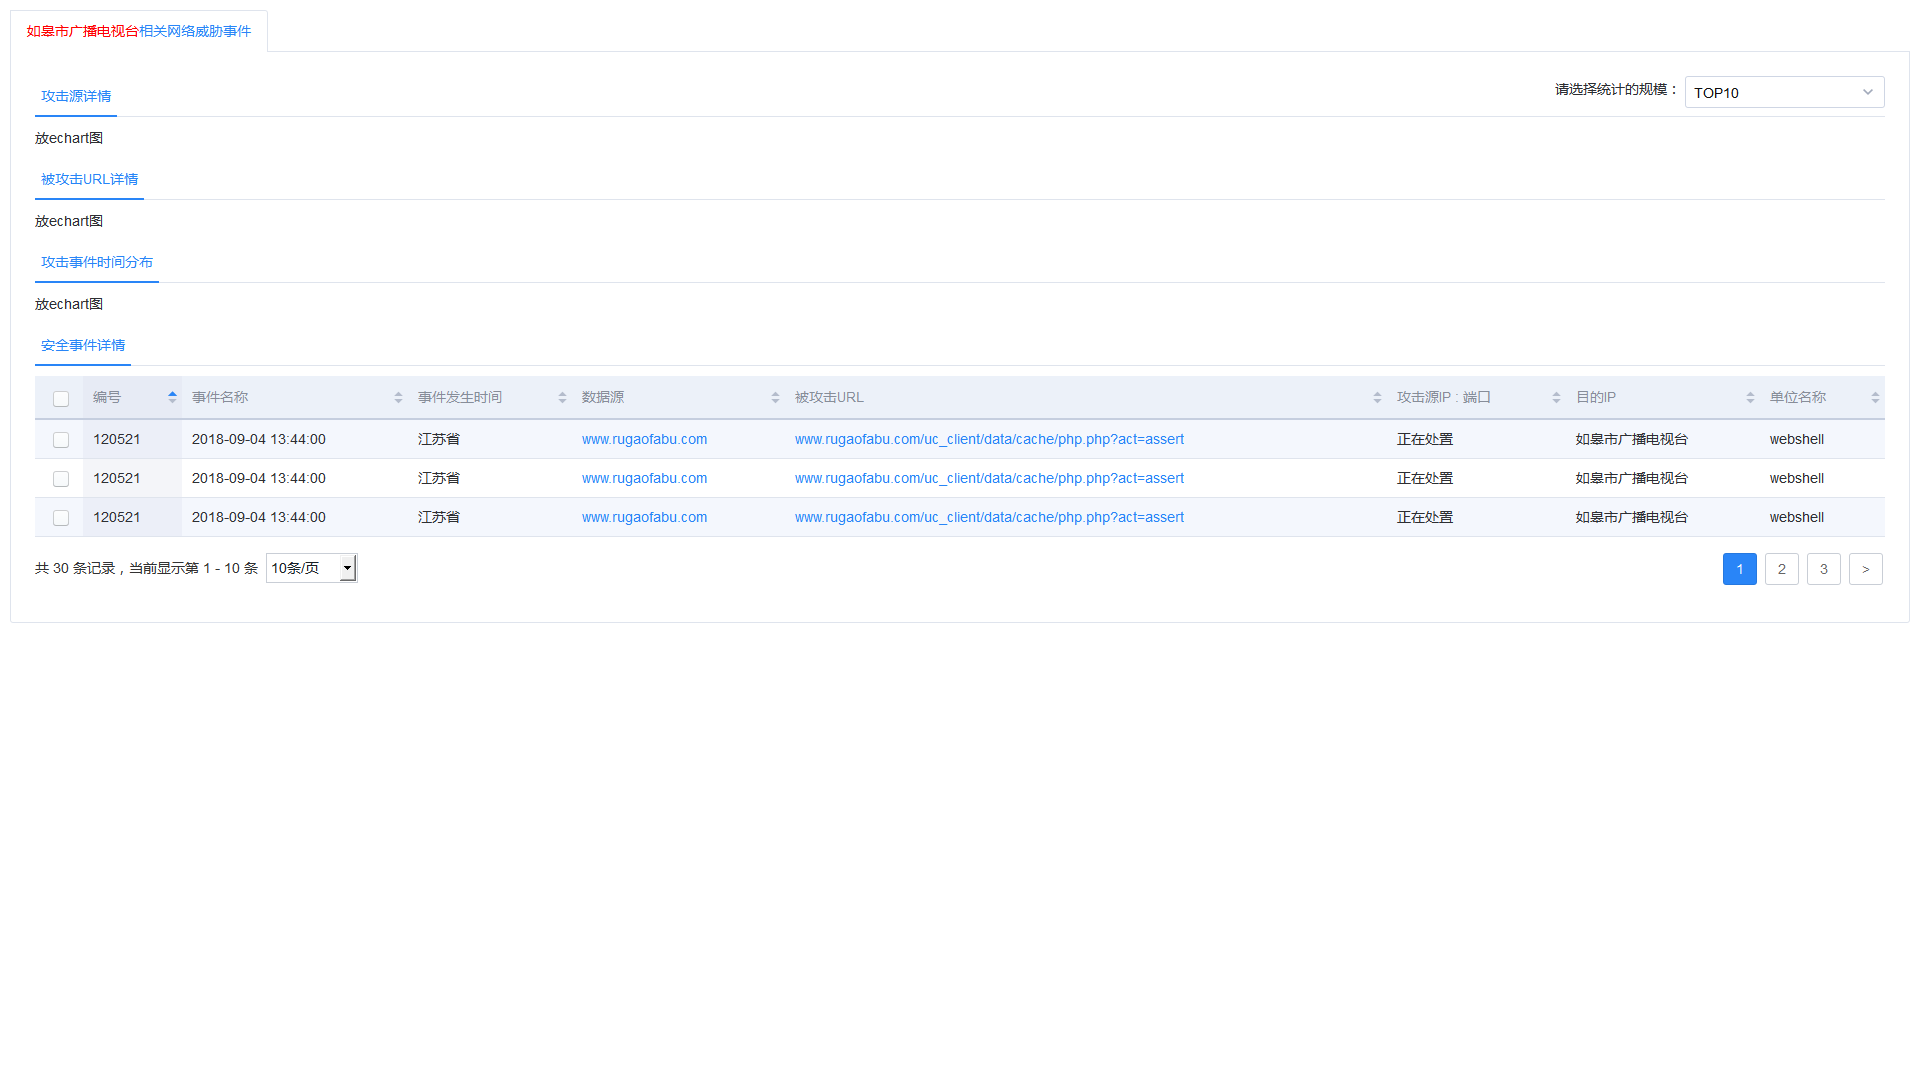 如皋市广播电视台相关网络威胁事件
攻击源详情
请选择统计的规模： TOP10
放echart图
被攻击URL详情
放echart图
攻击事件时间分布
放echart图
安全事件详情
编号 事件名称 事件发生时间 数据源 被攻击URL 攻击源IP : 端口 目的IP 单位名称
120521 2018-09-04 13:44:00 江苏省 www.rugaofabu.com www.rugaofabu.com/uc_client/data/cache/php.php?act=assert 正在处置 如皋市广播电视台 webshell
120521 2018-09-04 13:44:00 江苏省 www.rugaofabu.com www.rugaofabu.com/uc_client/data/cache/php.php?act=assert 正在处置 如皋市广播电视台 webshell
120521 2018-09-04 13:44:00 江苏省 www.rugaofabu.com www.rugaofabu.com/uc_client/data/cache/php.php?act=assert 正在处置 如皋市广播电视台 webshell
共 30 条记录，当前显示第 1 - 10 条 10条/页 1 2 3 >